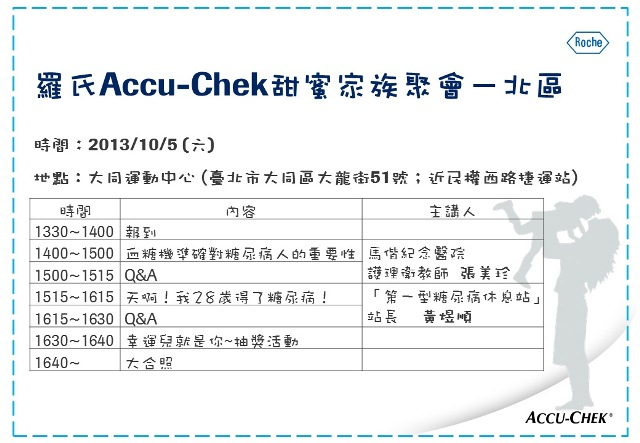 Roche
羅氏Accu-Chek甜蜜家族聚會－北區
時間：2013/10/5 (六)
地點：大同運動中心 (臺北市大同區大龍街51號；近民權西路捷運站)
時間 內容 主講人
1330~1400 報到
1400~1500 血糖機準確對糖尿病人的重要性 馬偕紀念醫院
1500~1515 Q&A 護理衛教師 張美珍
1515~1615 天啊！我28歲得了糖尿病！ 「第一型糖尿病休息站」
1615~1630 Q&A 站長 黃煜順
1630~1640 幸運兒就是你~抽獎活動
1640~ 大合照
ACCU-CHEK®